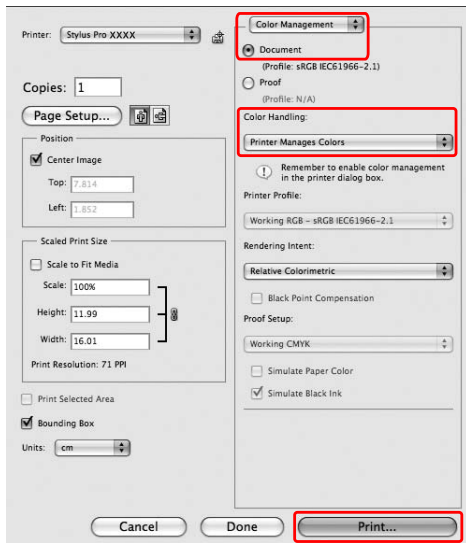 Printer: Stylus Pro XXXX
Copies: 1
Page Setup...
Position
Center Image
Top: 7.814
Left: 1.852
Scaled Print Size
Scale to Fit Media
Scale: 100%
Height: 11.99
Width: 16.01
Print Resolution: 71 PPI
Print Selected Area
Bounding Box
Units: cm
Color Management
Document
(Profile: sRGB IEC61966-2.1)
Proof
(Profile: N/A)
Color Handling:
Printer Manages Colors
Remember to enable color management
in the printer dialog box.
Printer Profile:
Working RGB - sRGB IEC61966-2.1
Rendering Intent:
Relative Colorimetric
Black Point Compensation
Proof Setup:
Working CMYK
Simulate Paper Color
Simulate Black Ink
Cancel
Done
Print...